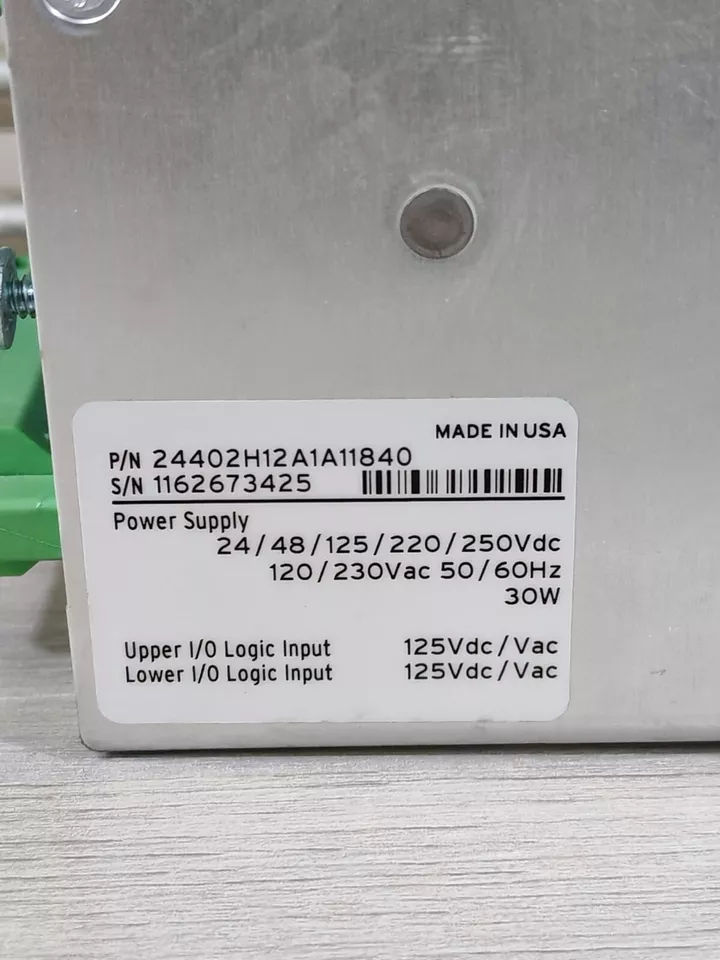 MADE IN USA
P/N 24402H12A1A11840
S/N 1162673425
Power Supply
24/48/125/220/250Vdc
120/230Vac 50/60Hz
30W
Upper I/O Logic Input 125Vdc/Vac
Lower I/O Logic Input 125Vdc/Vac